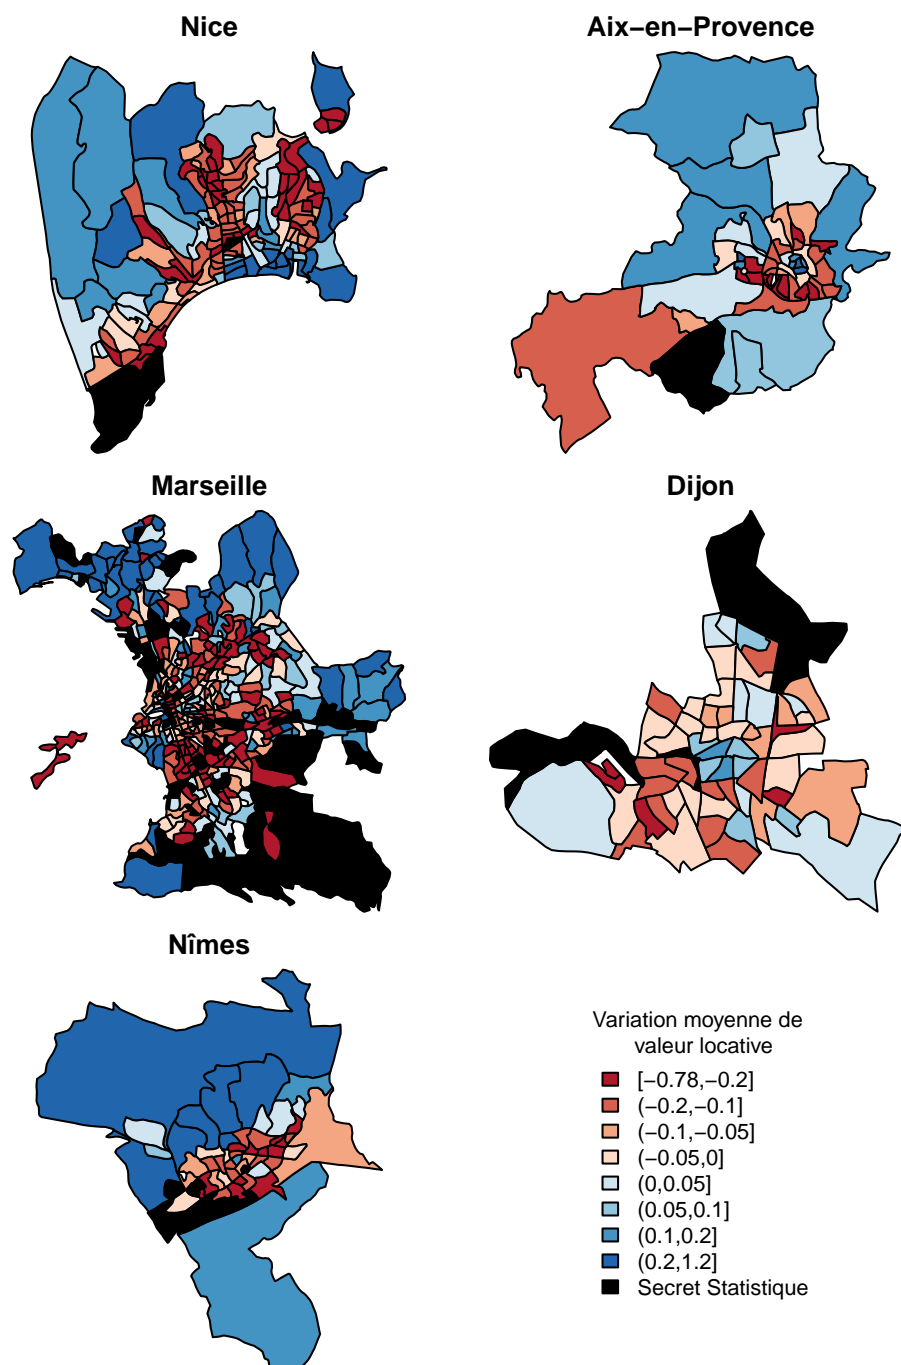 Nice
Aix−en−Provence
Marseille
Dijon
Nîmes
Variation moyenne de
valeur locative
[−0.78,−0.2]
(−0.2,−0.1]
(−0.1,−0.05]
(−0.05,0]
(0,0.05]
(0.05,0.1]
(0.1,0.2]
(0.2,1.2]
Secret Statistique